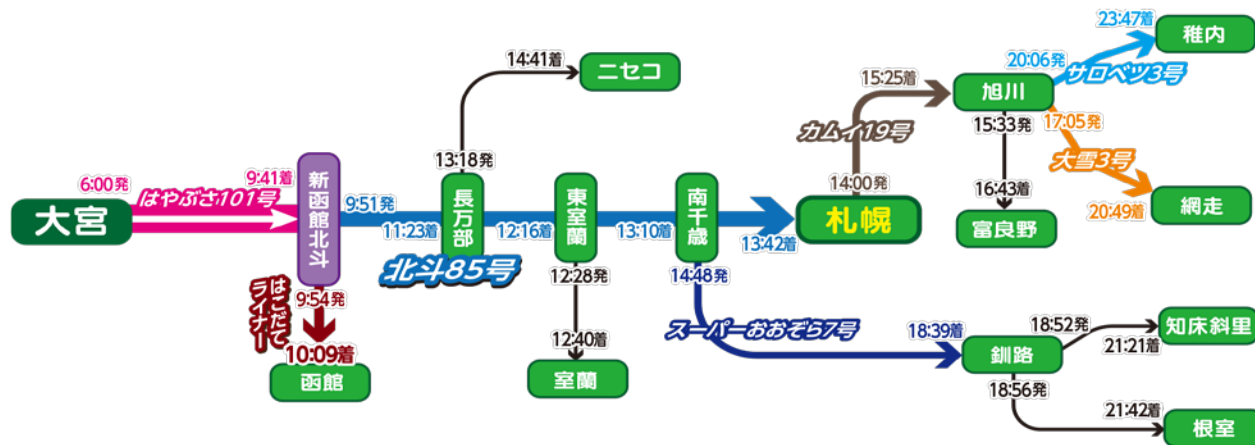 大宮
6:00発
はやぶさ101号
9:41着
新函館北斗
9:54発
はこだて
ライナー
10:09着
函館
9:51発
北斗85号
11:23着
長万部
13:18発
14:41着
ニセコ
12:16着
東室蘭
12:28発
12:40着
室蘭
13:10着
南千歳
14:48発
スーパーおおぞら7号
18:39着
釧路
18:52発
21:21着
知床斜里
18:56発
21:42着
根室
13:42着
札幌
14:00発
カムイ19号
15:25着
旭川
15:33発
16:43着
富良野
20:06発
サロベツ3号
23:47着
稚内
17:05発
大雪3号
20:49着
網走